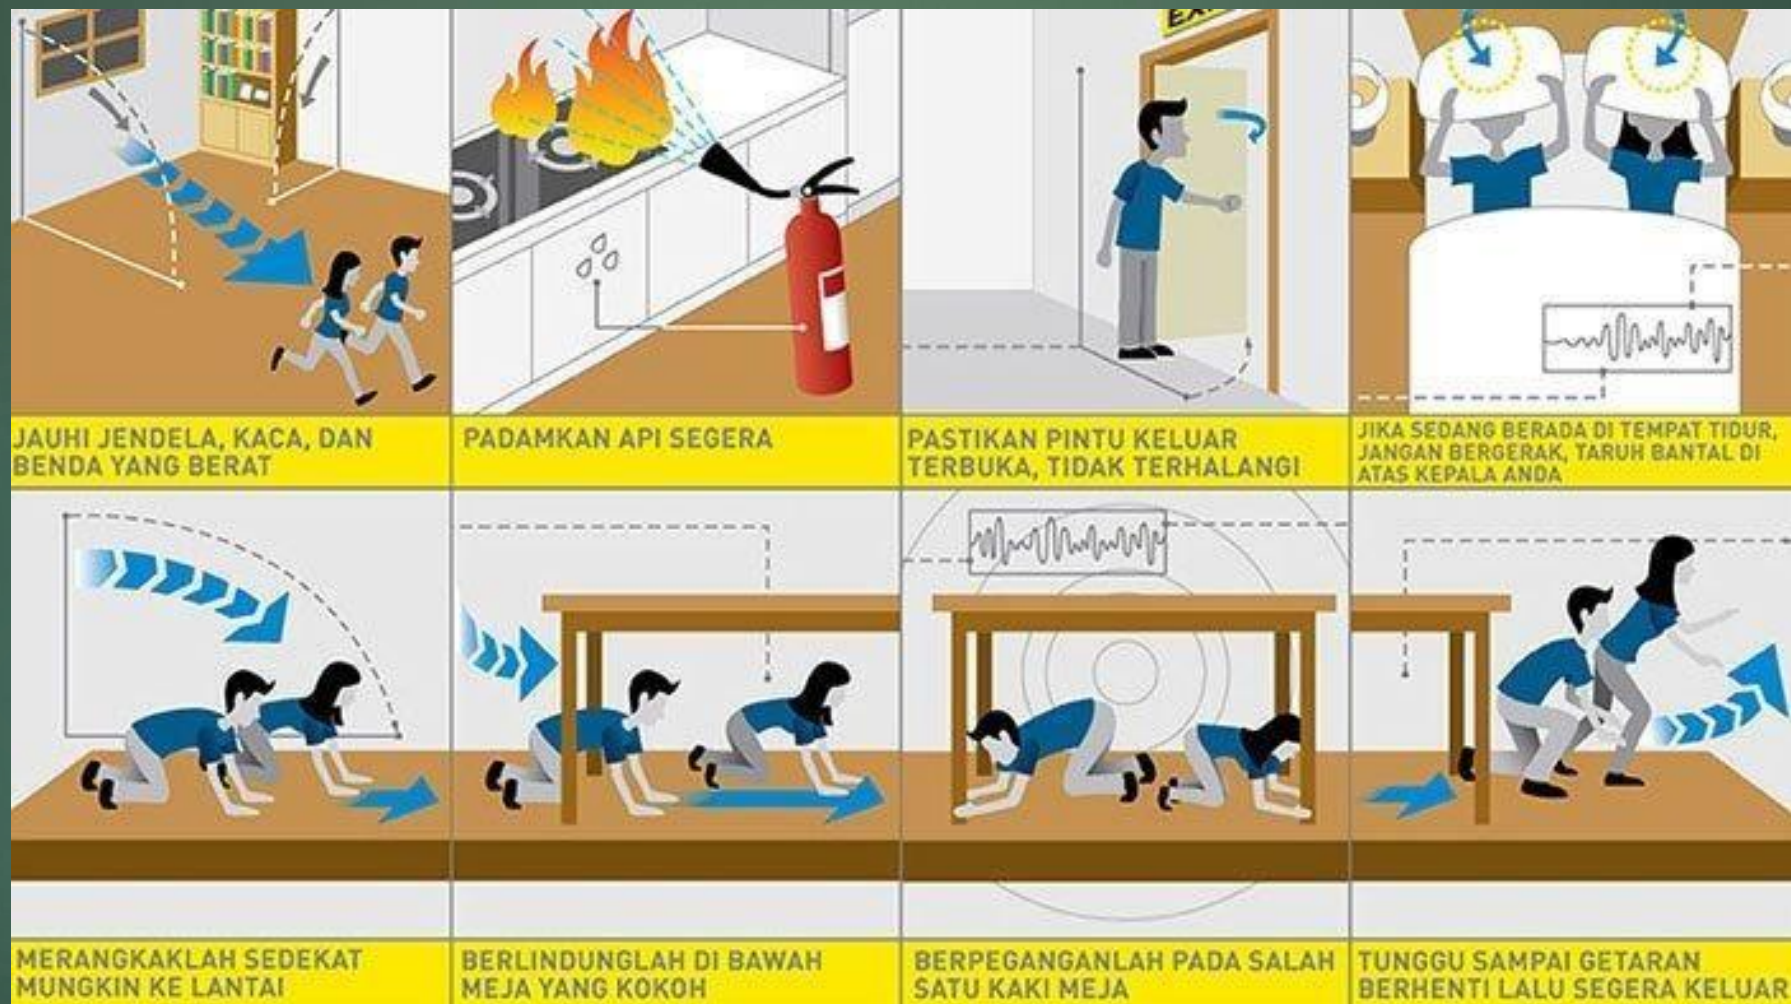 JAUHI JENDELA, KACA, DAN
BENDA YANG BERAT
PADAMKAN API SEGERA
PASTIKAN PINTU KELUAR
TERBUKA, TIDAK TERHALANGI
JIKA SEDANG BERADA DI TEMPAT TIDUR,
JANGAN BERGERAK, TARUH BANTAL DI
ATAS KEPALA ANDA
MERANGKAKLAH SEDEKAT
MUNGKIN KE LANTAI
BERLINDUNGLAH DI BAWAH
MEJA YANG KOKOH
BERPEGANGANLAH PADA SALAH
SATU KAKI MEJA
TUNGGU SAMPAI GETARAN
BERHENTI LALU SEGERA KELUAR